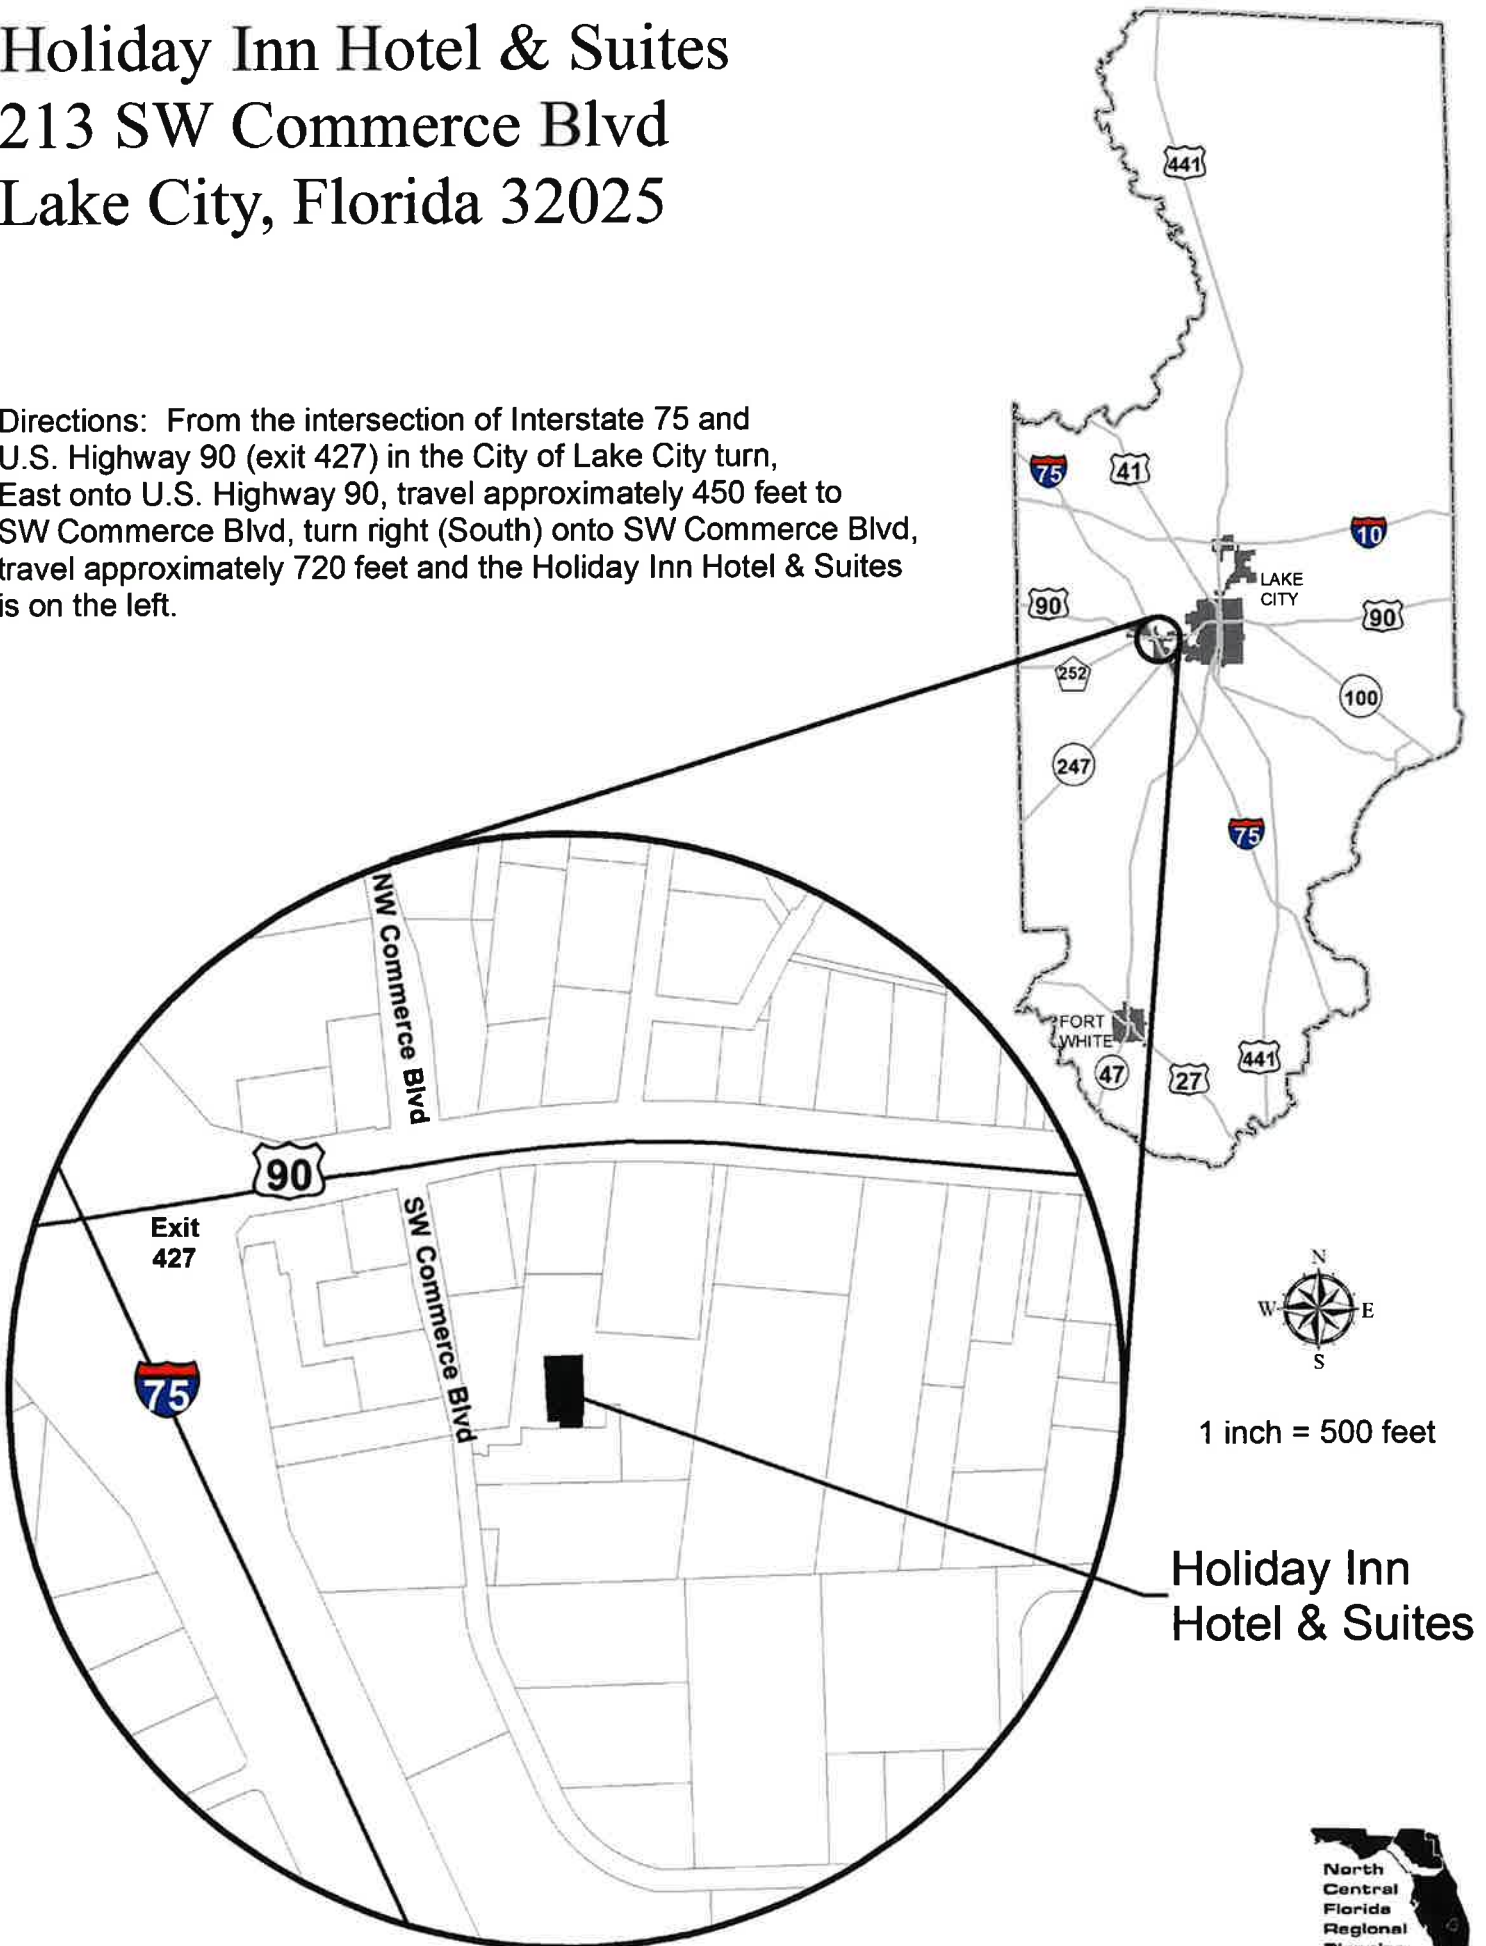 Holiday Inn Hotel & Suites
213 SW Commerce Blvd
Lake City, Florida 32025
Directions: From the intersection of Interstate 75 and
U.S. Highway 90 (exit 427) in the City of Lake City turn,
East onto U.S. Highway 90, travel approximately 450 feet to
SW Commerce Blvd, turn right (South) onto SW Commerce Blvd,
travel approximately 720 feet and the Holiday Inn Hotel & Suites
is on the left.
441
75
41
10
LAKE
CITY
90
90
252
100
247
75
FORT
WHITE
47
27
441
NW Commerce Blvd
90
Exit
427
SW Commerce Blvd
75
N
W
E
S
1 inch = 500 feet
Holiday Inn
Hotel & Suites
North
Central
Florida
Regional